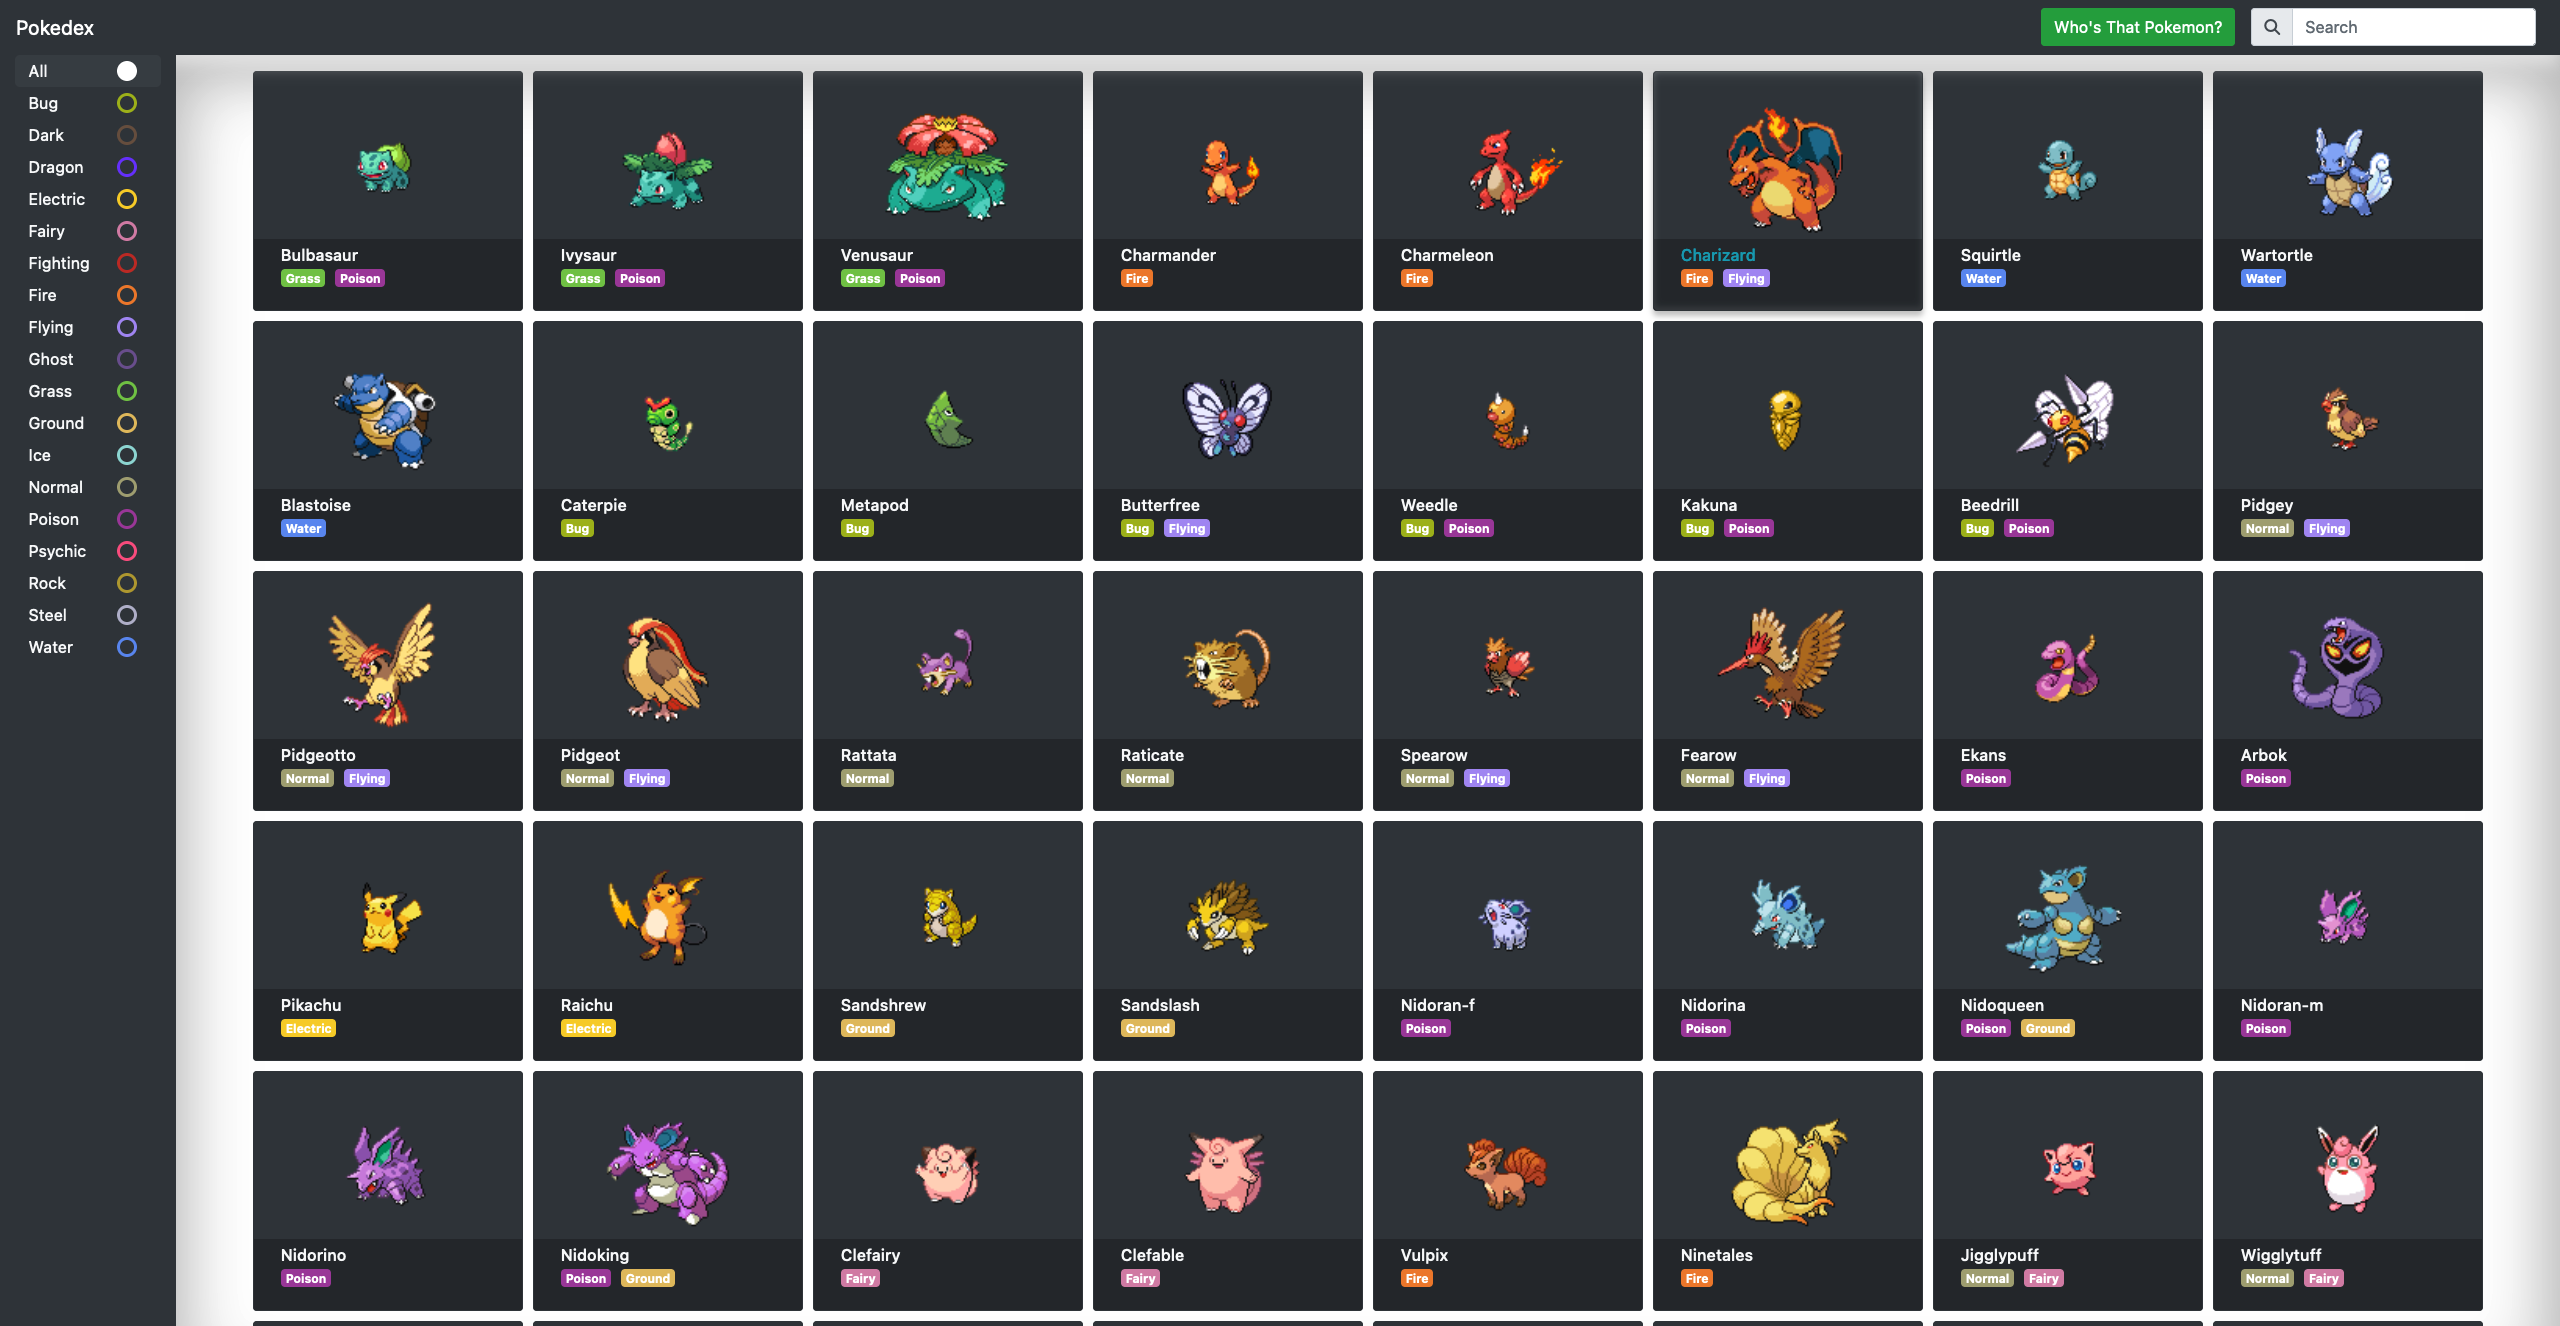 Pokedex
Who's That Pokemon?
Search
All
Bug
Dark
Dragon
Electric
Fairy
Fighting
Fire
Flying
Ghost
Grass
Ground
Ice
Normal
Poison
Psychic
Rock
Steel
Water
Bulbasaur
Grass Poison
Ivysaur
Grass Poison
Venusaur
Grass Poison
Charmander
Fire
Charmeleon
Fire
Charizard
Fire Flying
Squirtle
Water
Wartortle
Water
Blastoise
Water
Caterpie
Bug
Metapod
Bug
Butterfree
Bug Flying
Weedle
Bug Poison
Kakuna
Bug Poison
Beedrill
Bug Poison
Pidgey
Normal Flying
Pidgeotto
Normal Flying
Pidgeot
Normal Flying
Rattata
Normal
Raticate
Normal
Spearow
Normal Flying
Fearow
Normal Flying
Ekans
Poison
Arbok
Poison
Pikachu
Electric
Raichu
Electric
Sandshrew
Ground
Sandslash
Ground
Nidoran-f
Poison
Nidorina
Poison
Nidoqueen
Poison Ground
Nidoran-m
Poison
Nidorino
Poison
Nidoking
Poison Ground
Clefairy
Fairy
Clefable
Fairy
Vulpix
Fire
Ninetales
Fire
Jigglypuff
Normal Fairy
Wigglytuff
Normal Fairy